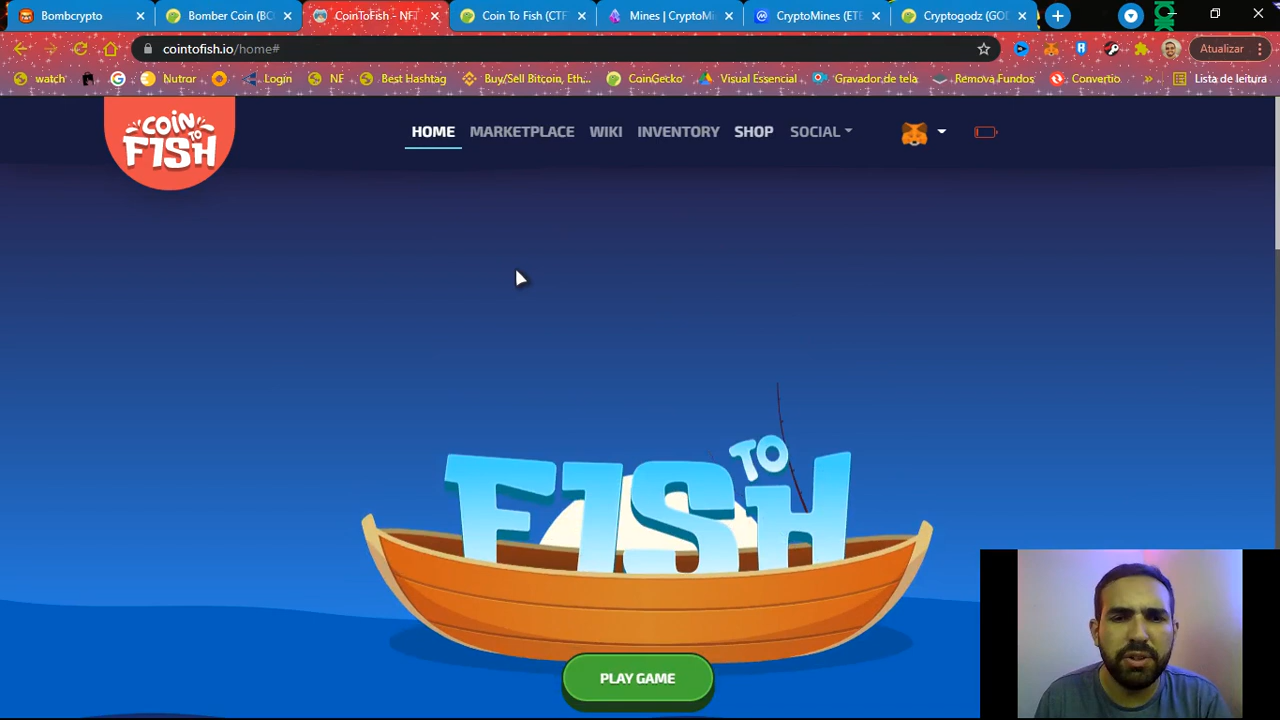 Bombcrypto
Bomber Coin (BC
CoinToFish - NF
Coin To Fish (CTF
Mines | CryptoMi
CryptoMines (ETE
Cryptogodz (GOD
cointofish.io/home#
Atualizar
watch
Nutror
Login
NF
Best Hashtag
Buy/Sell Bitcoin, Eth...
CoinGecko
Visual Essencial
Gravador de tela
Remova Fundos
Convertio
»
Lista de leitura
COIN
TO
FISH
HOME
MARKETPLACE
WIKI
INVENTORY
SHOP
SOCIAL
TO
FISH
PLAY GAME